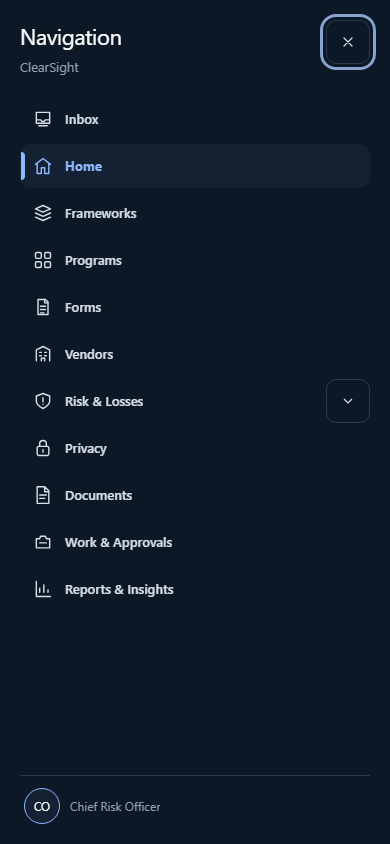 Navigation
ClearSight
Inbox
Home
Frameworks
Programs
Forms
Vendors
Risk & Losses
Privacy
Documents
Work & Approvals
Reports & Insights
CO Chief Risk Officer